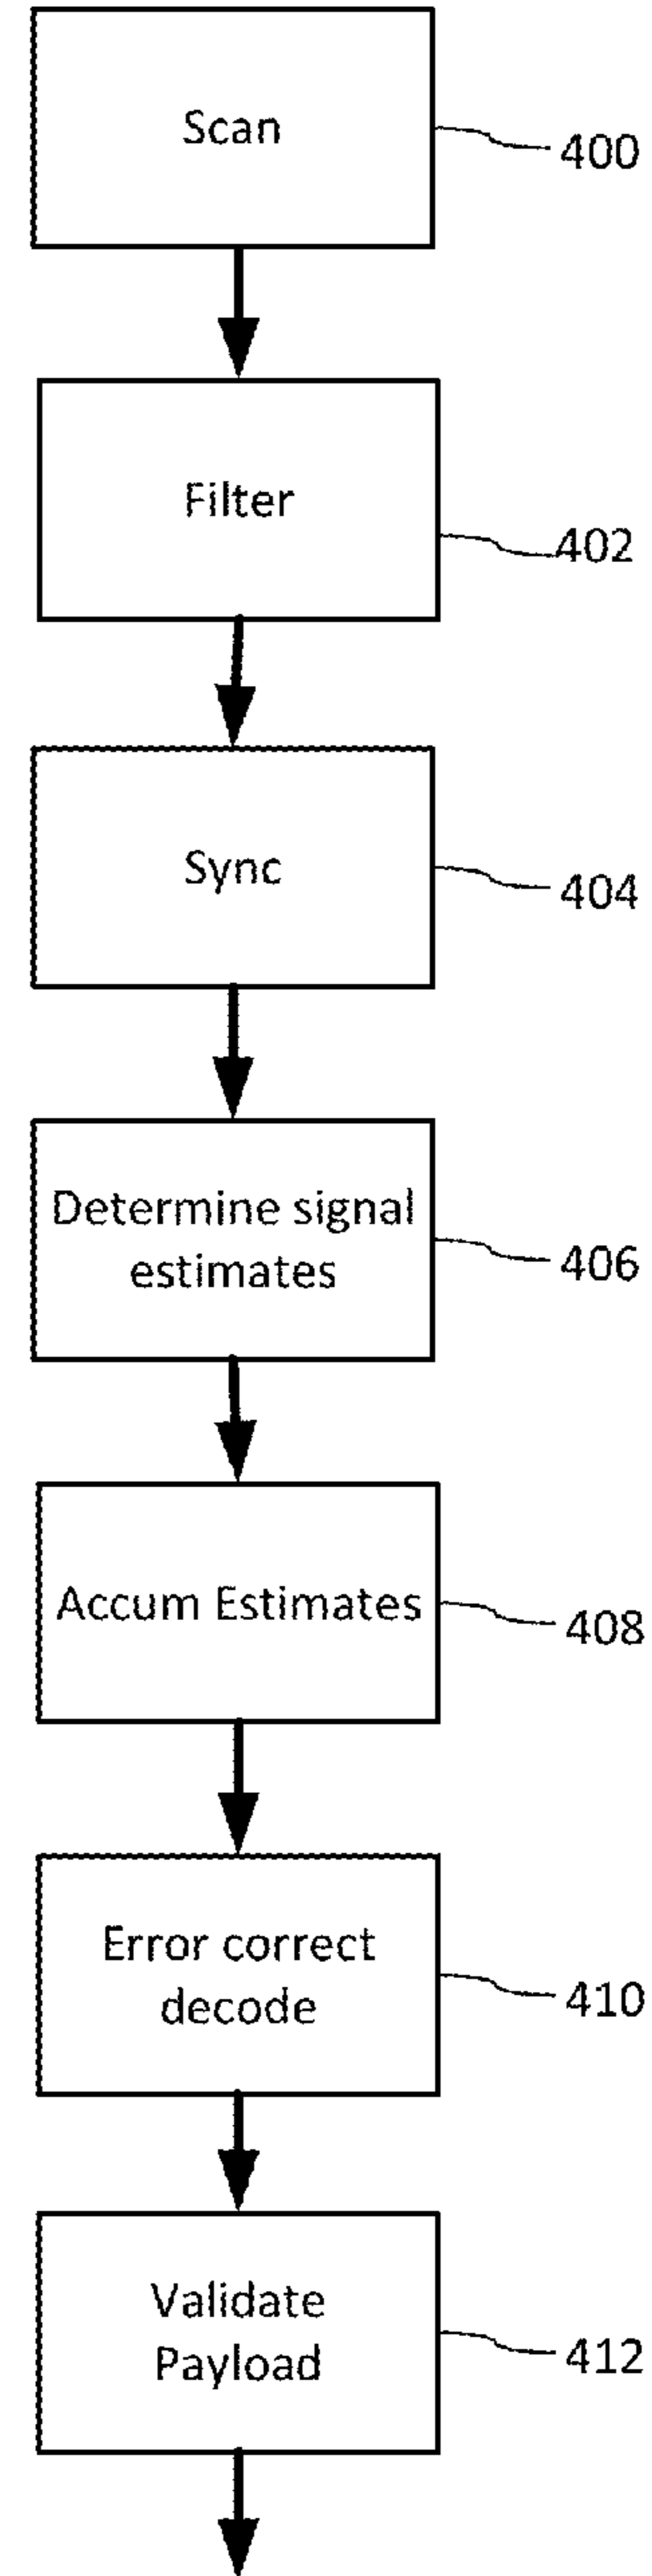 Scan
400
Filter
402
Sync
404
Determine signal
estimates
406
Accum Estimates
408
Error correct
decode
410
Validate
Payload
412